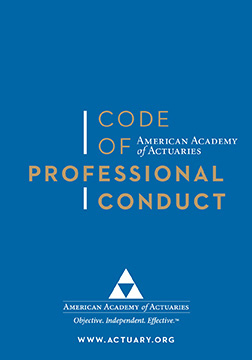 CODE
OF AMERICAN ACADEMY
of ACTUARIES
PROFESSIONAL
CONDUCT
AMERICAN ACADEMY of ACTUARIES
Objective. Independent. Effective.™
WWW.ACTUARY.ORG